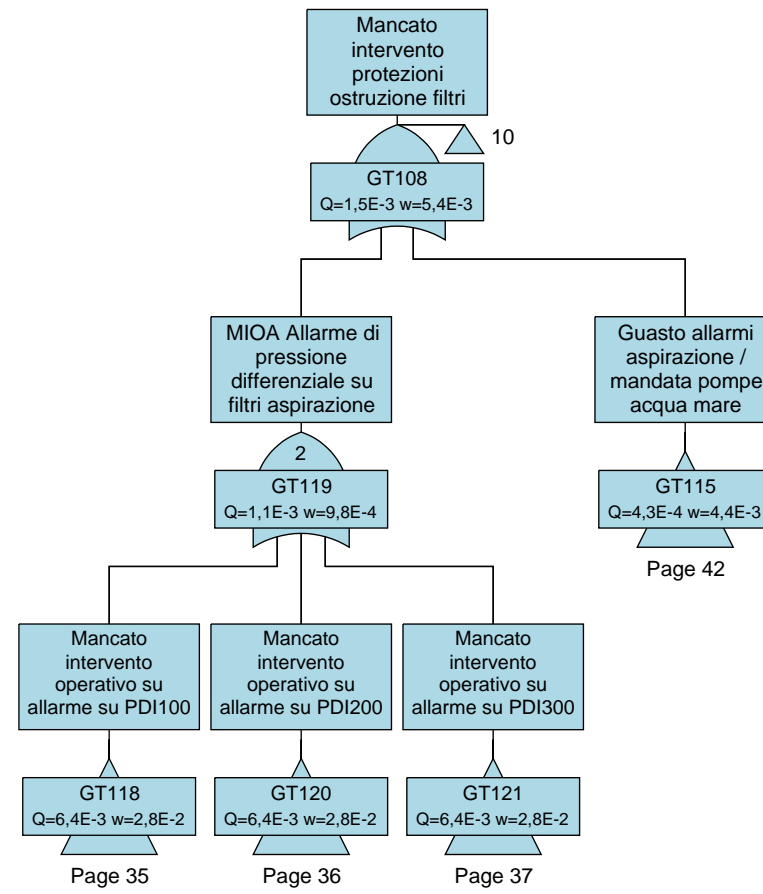 Mancato
intervento
protezioni
ostruzione filtri
10
GT108
Q=1,5E-3 w=5,4E-3
MIOA Allarme di
pressione
differenziale su
filtri aspirazione
Guasto allarmi
aspirazione /
mandata pompe
acqua mare
2
GT119
Q=1,1E-3 w=9,8E-4
GT115
Q=4,3E-4 w=4,4E-3
Page 42
Mancato
intervento
operativo su
allarme su PDI100
Mancato
intervento
operativo su
allarme su PDI200
Mancato
intervento
operativo su
allarme su PDI300
GT118
Q=6,4E-3 w=2,8E-2
Page 35
GT120
Q=6,4E-3 w=2,8E-2
Page 36
GT121
Q=6,4E-3 w=2,8E-2
Page 37